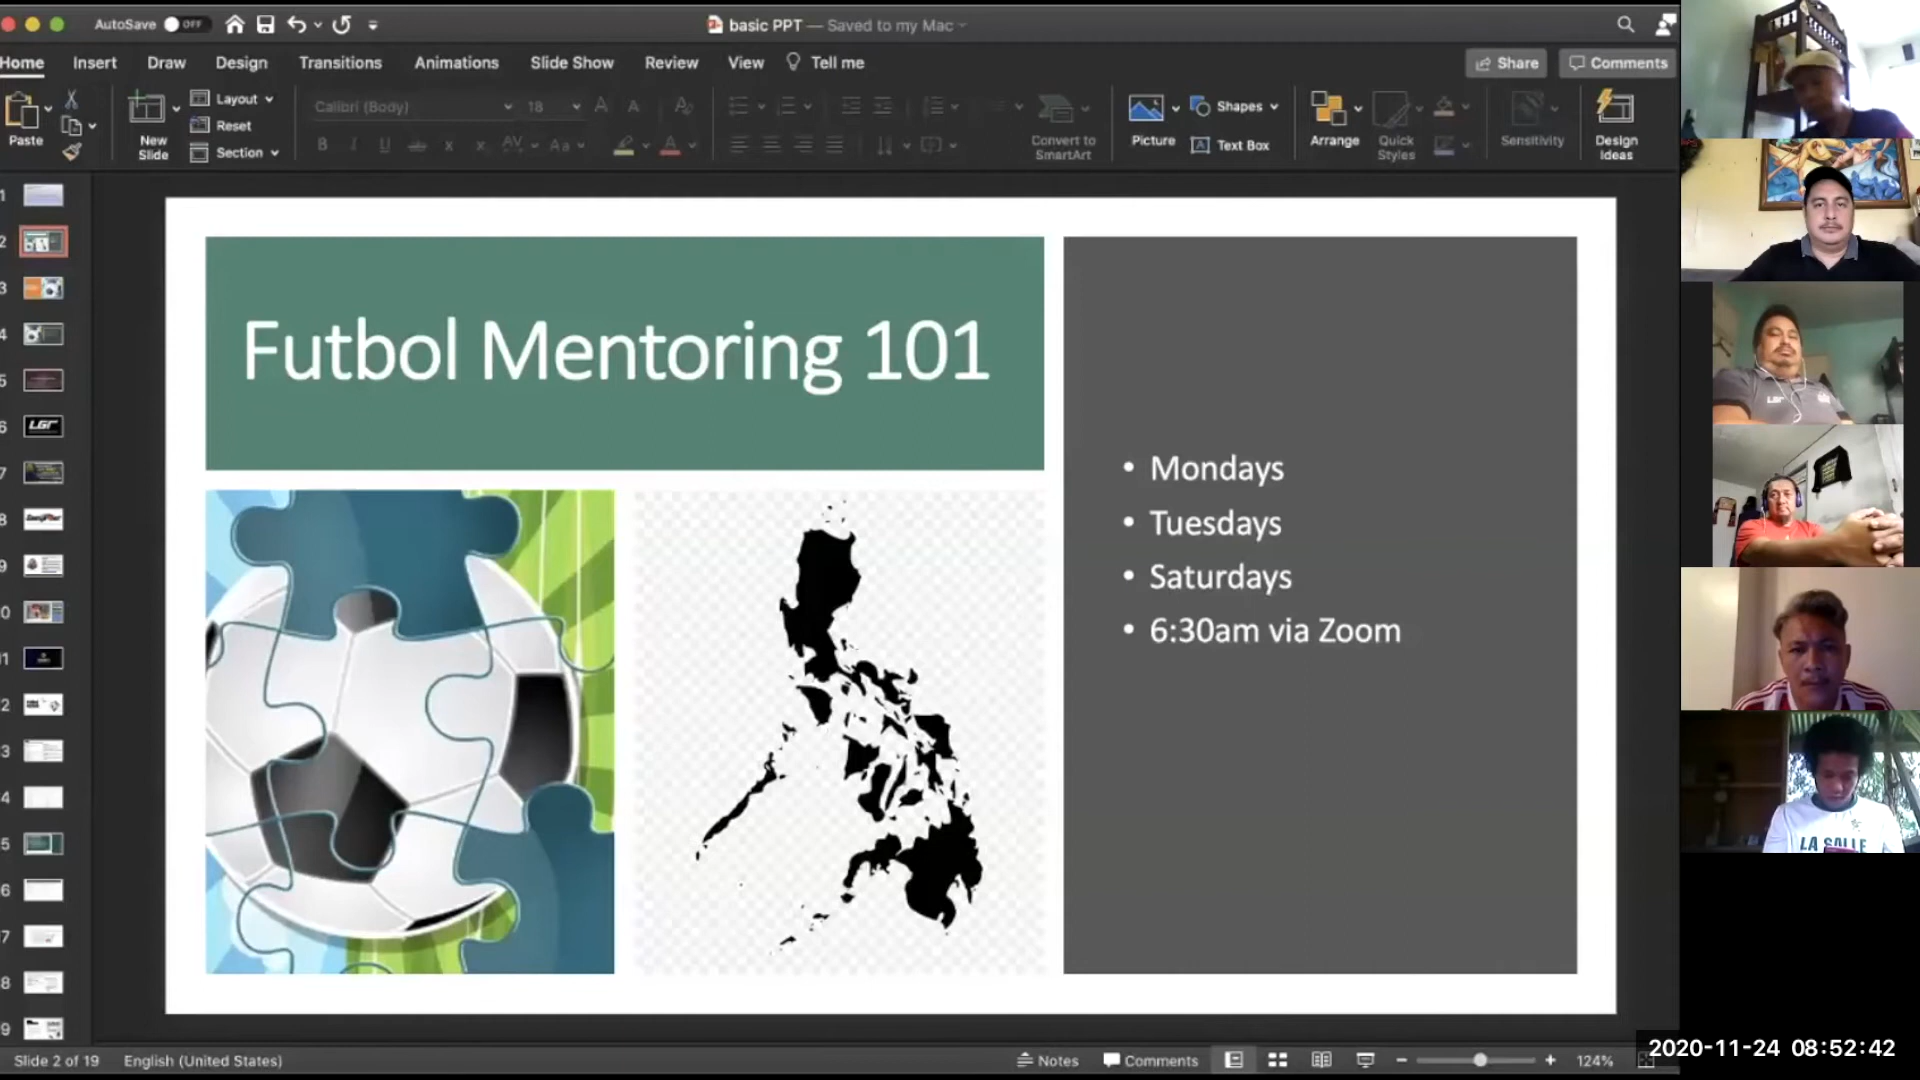 AutoSave OFF
basic PPT — Saved to my Mac
Home Insert Draw Design Transitions Animations Slide Show Review View Tell me
Share Comments
Paste
New Slide
Layout
Reset
Section
Calibri (Body) 18
Convert to SmartArt
Picture
Shapes
Text Box
Arrange
Quick Styles
Sensitivity
Design Ideas
Futbol Mentoring 101
• Mondays
• Tuesdays
• Saturdays
• 6:30am via Zoom
LGR
LA SALLE
Slide 2 of 19 English (United States)
Notes Comments 124%
2020-11-24 08:52:42